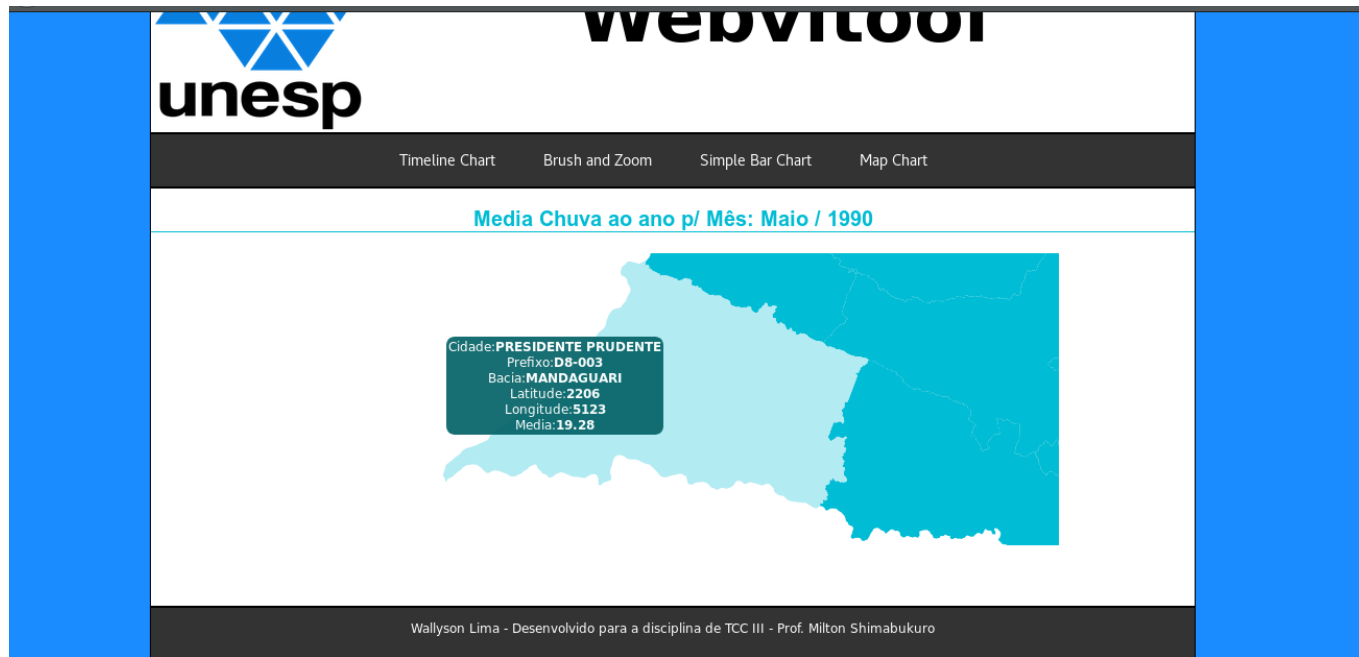 Webvitool
unesp
Timeline Chart Brush and Zoom Simple Bar Chart Map Chart
Media Chuva ao ano p/ Mês: Maio / 1990
Cidade:PRESIDENTE PRUDENTE
Prefixo:D8-003
Bacia:MANDAGUARI
Latitude:2206
Longitude:5123
Media:19.28
Wallyson Lima - Desenvolvido para a disciplina de TCC III - Prof. Milton Shimabukuro